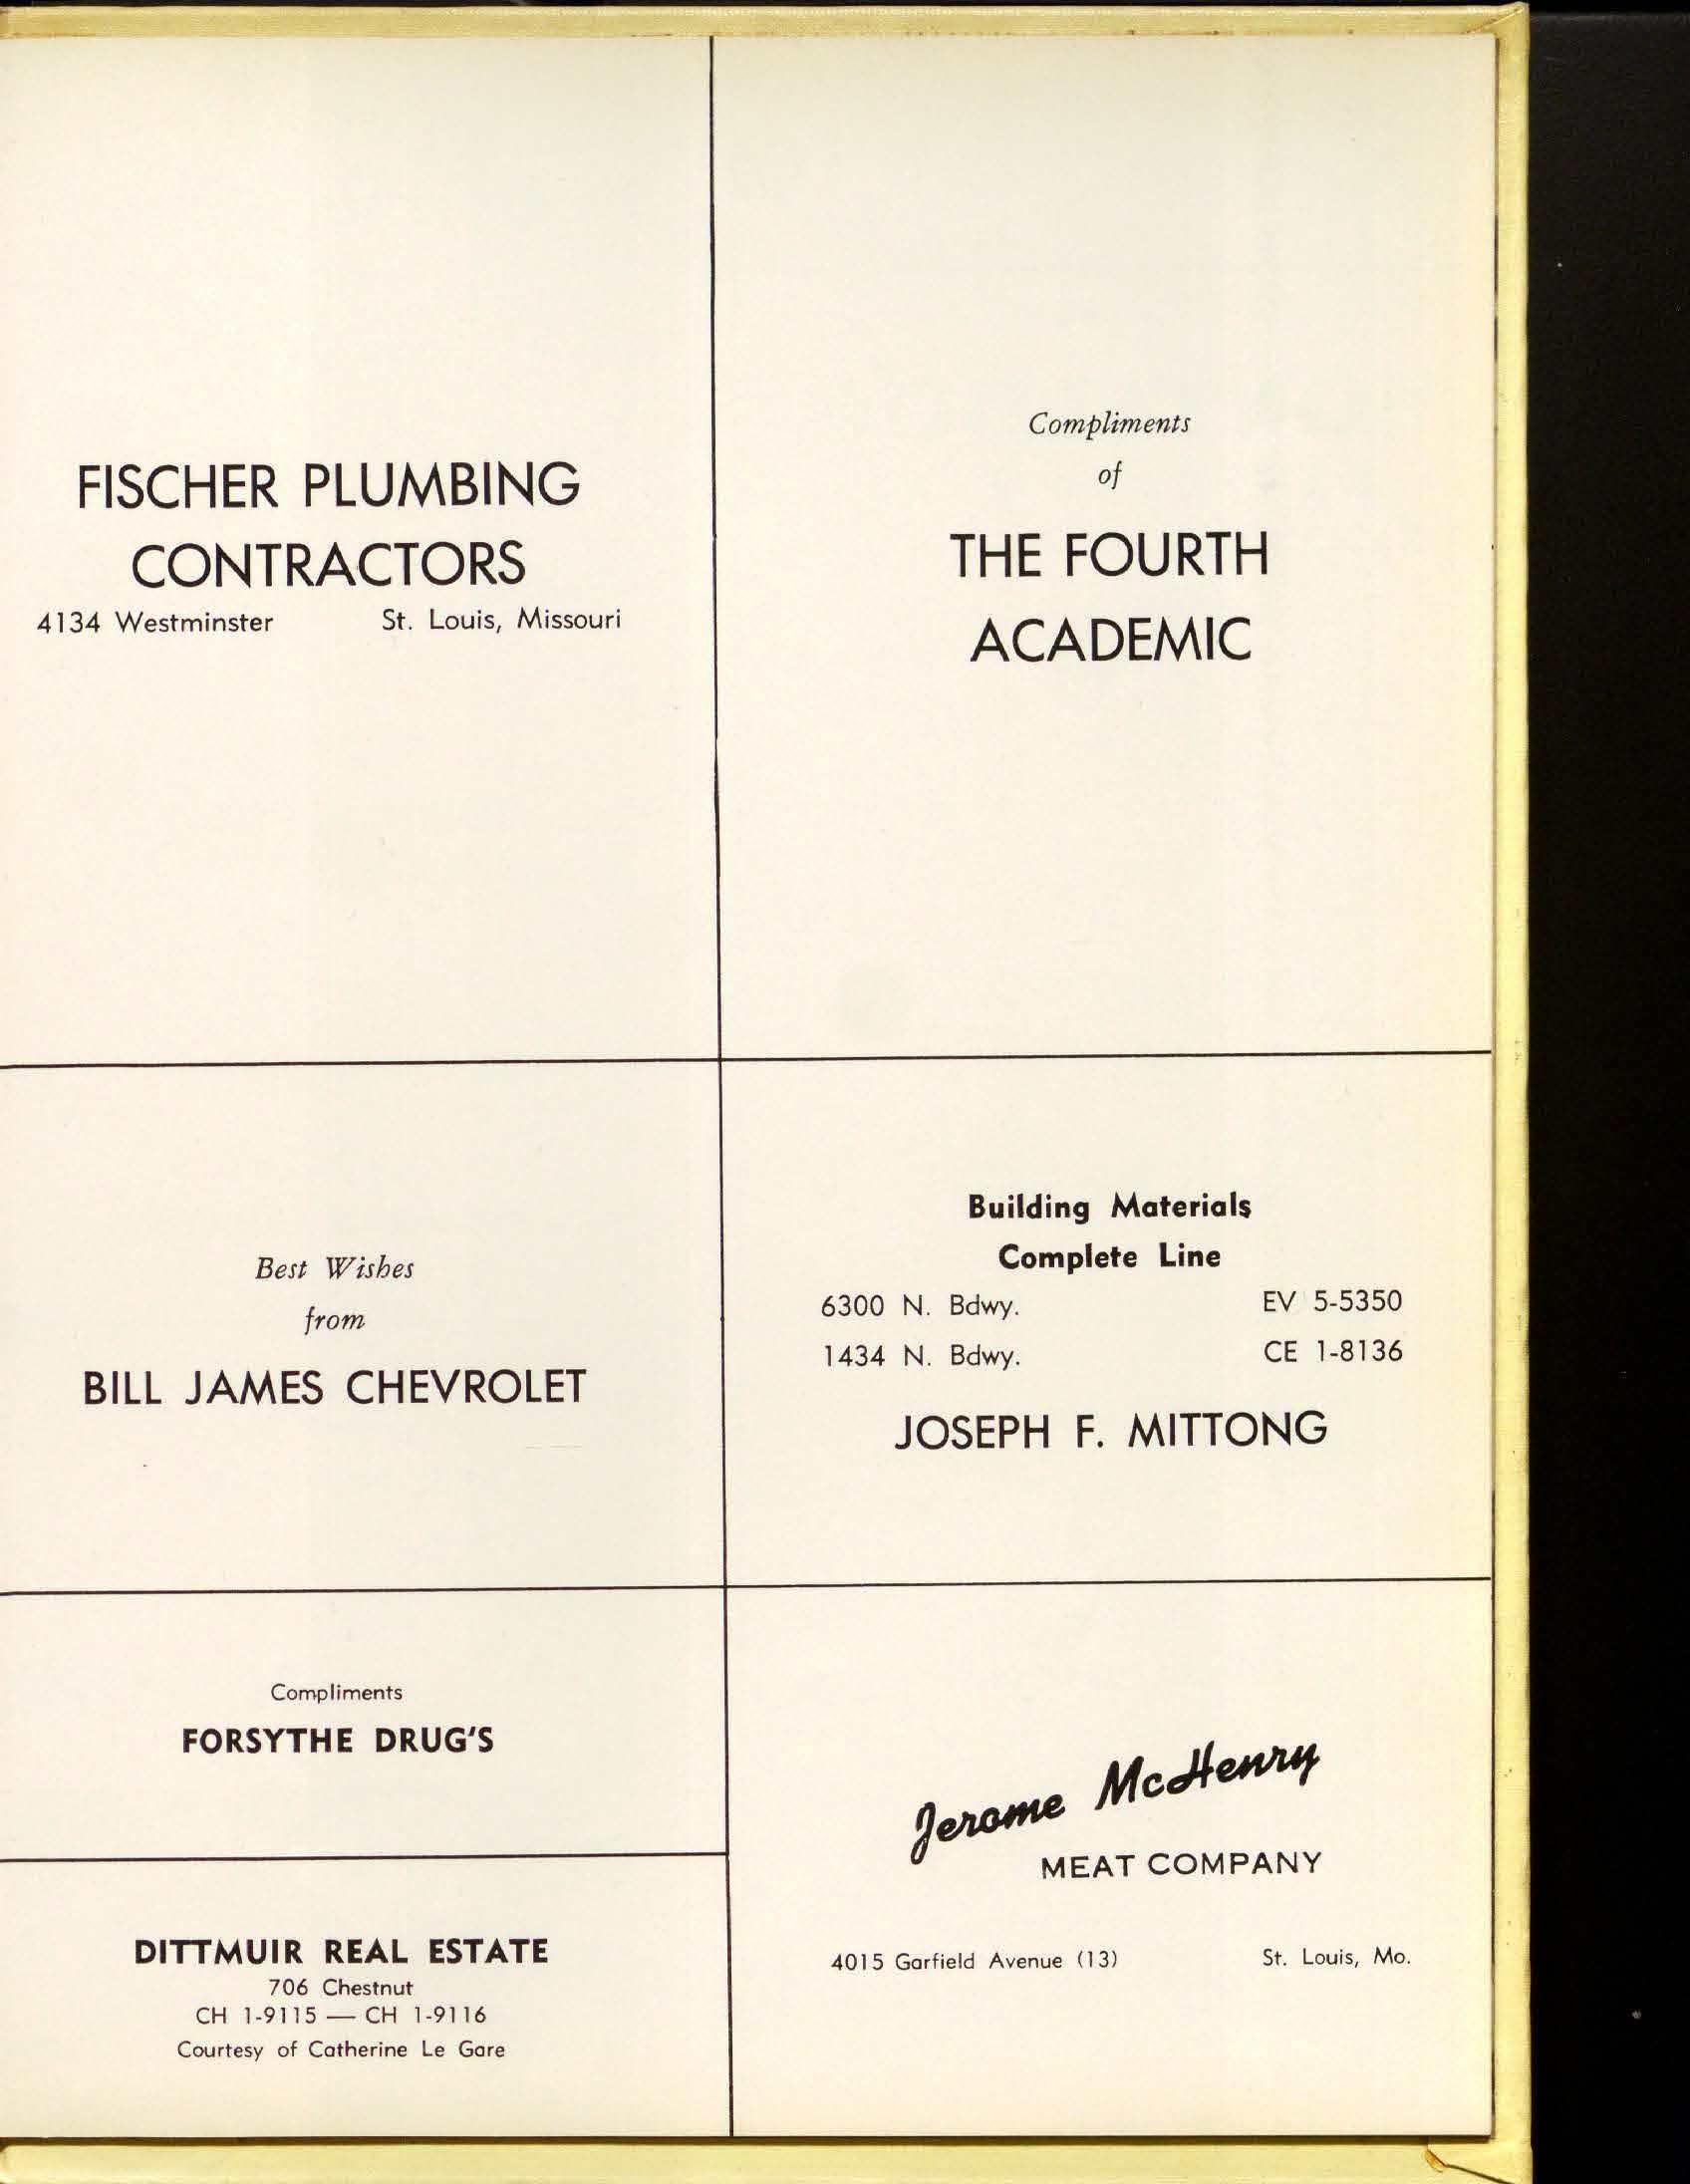 FISCHER PLUMBING
CONTRACTORS
4134 Westminster St. Louis, Missouri
Compliments
of
THE FOURTH
ACADEMIC
Best Wishes
from
BILL JAMES CHEVROLET
Building Materials
Complete Line
6300 N. Bdwy. EV 5-5350
1434 N. Bdwy. CE 1-8136
JOSEPH F. MITTONG
Compliments
FORSYTHE DRUG'S
DITTMUIR REAL ESTATE
706 Chestnut
CH 1-9115 — CH 1-9116
Courtesy of Catherine Le Gare
Jerome McHenry
MEAT COMPANY
4015 Garfield Avenue (13) St. Louis, Mo.